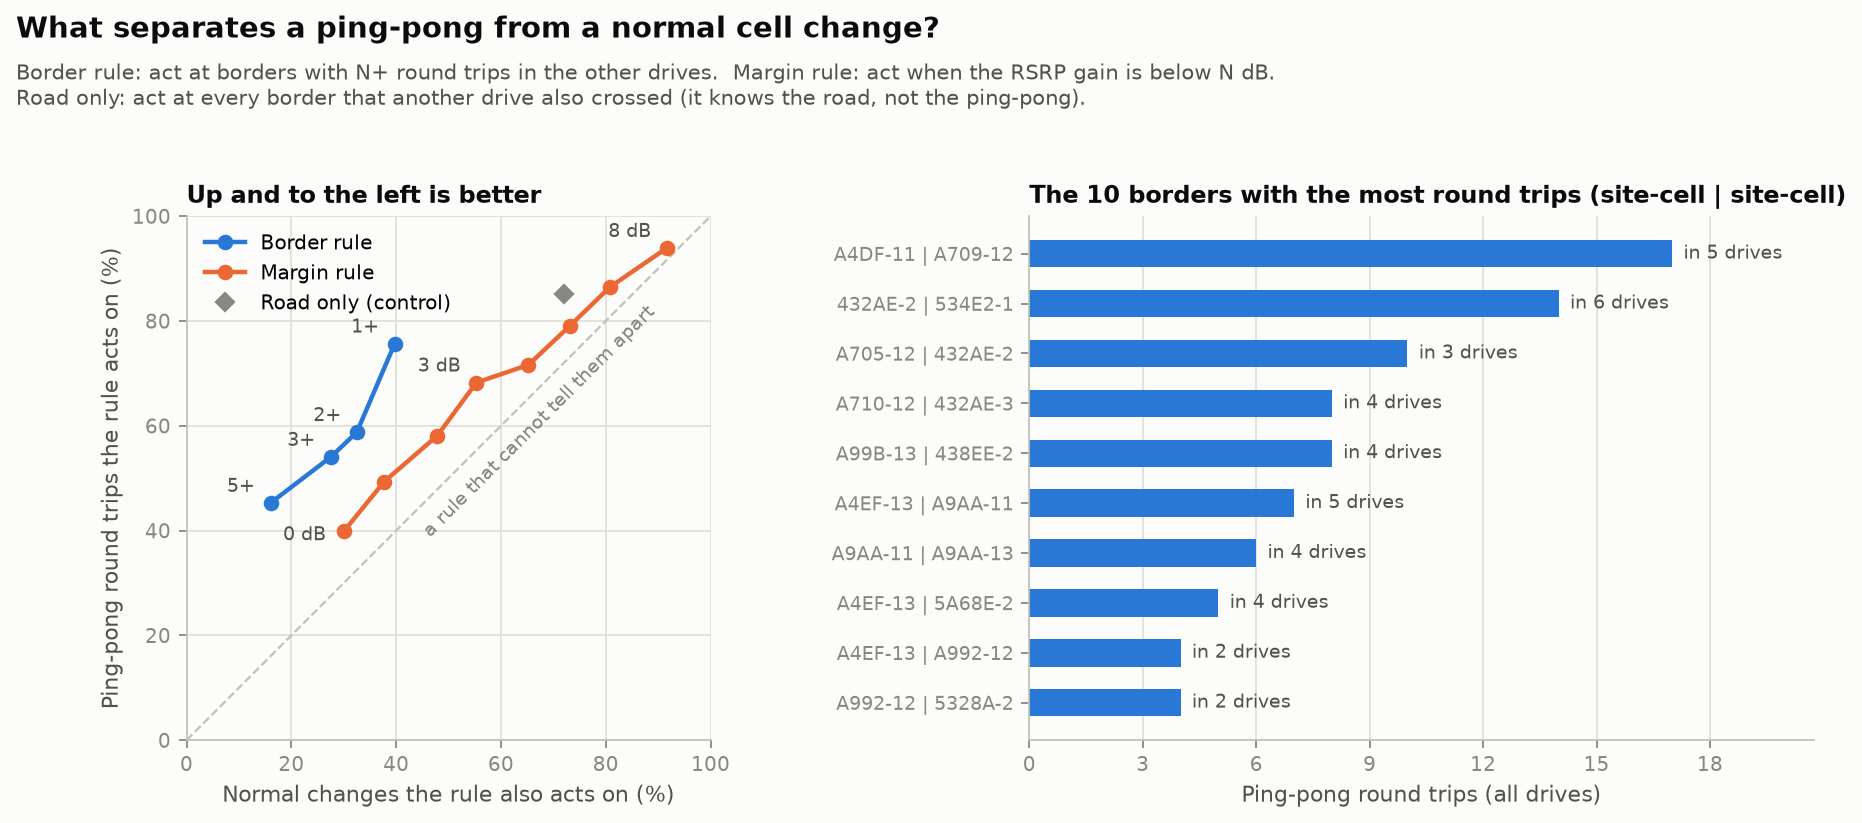 What separates a ping-pong from a normal cell change?
Border rule: act at borders with N+ round trips in the other drives.  Margin rule: act when the RSRP gain is below N dB.
Road only: act at every border that another drive also crossed (it knows the road, not the ping-pong).
Up and to the left is better
Ping-pong round trips the rule acts on (%)
100
80
60
40
20
0
Border rule
Margin rule
Road only (control)
8 dB
1+
3 dB
2+
3+
5+
0 dB
a rule that cannot tell them apart
0 20 40 60 80 100
Normal changes the rule also acts on (%)
The 10 borders with the most round trips (site-cell | site-cell)
A4DF-11 | A709-12 in 5 drives
432AE-2 | 534E2-1 in 6 drives
A705-12 | 432AE-2 in 3 drives
A710-12 | 432AE-3 in 4 drives
A99B-13 | 438EE-2 in 4 drives
A4EF-13 | A9AA-11 in 5 drives
A9AA-11 | A9AA-13 in 4 drives
A4EF-13 | 5A68E-2 in 4 drives
A4EF-13 | A992-12 in 2 drives
A992-12 | 5328A-2 in 2 drives
0 3 6 9 12 15 18
Ping-pong round trips (all drives)